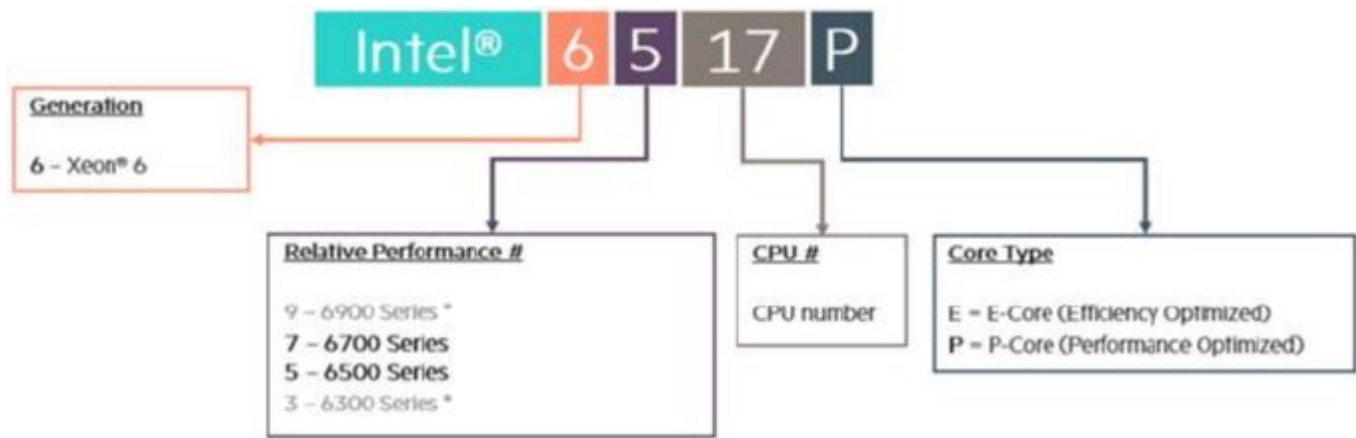 Intel® 6 5 17 P
Generation
6 – Xeon® 6
Relative Performance #
9 – 6900 Series *
7 – 6700 Series
5 – 6500 Series
3 – 6300 Series *
CPU #
CPU number
Core Type
E = E-Core (Efficiency Optimized)
P = P-Core (Performance Optimized)